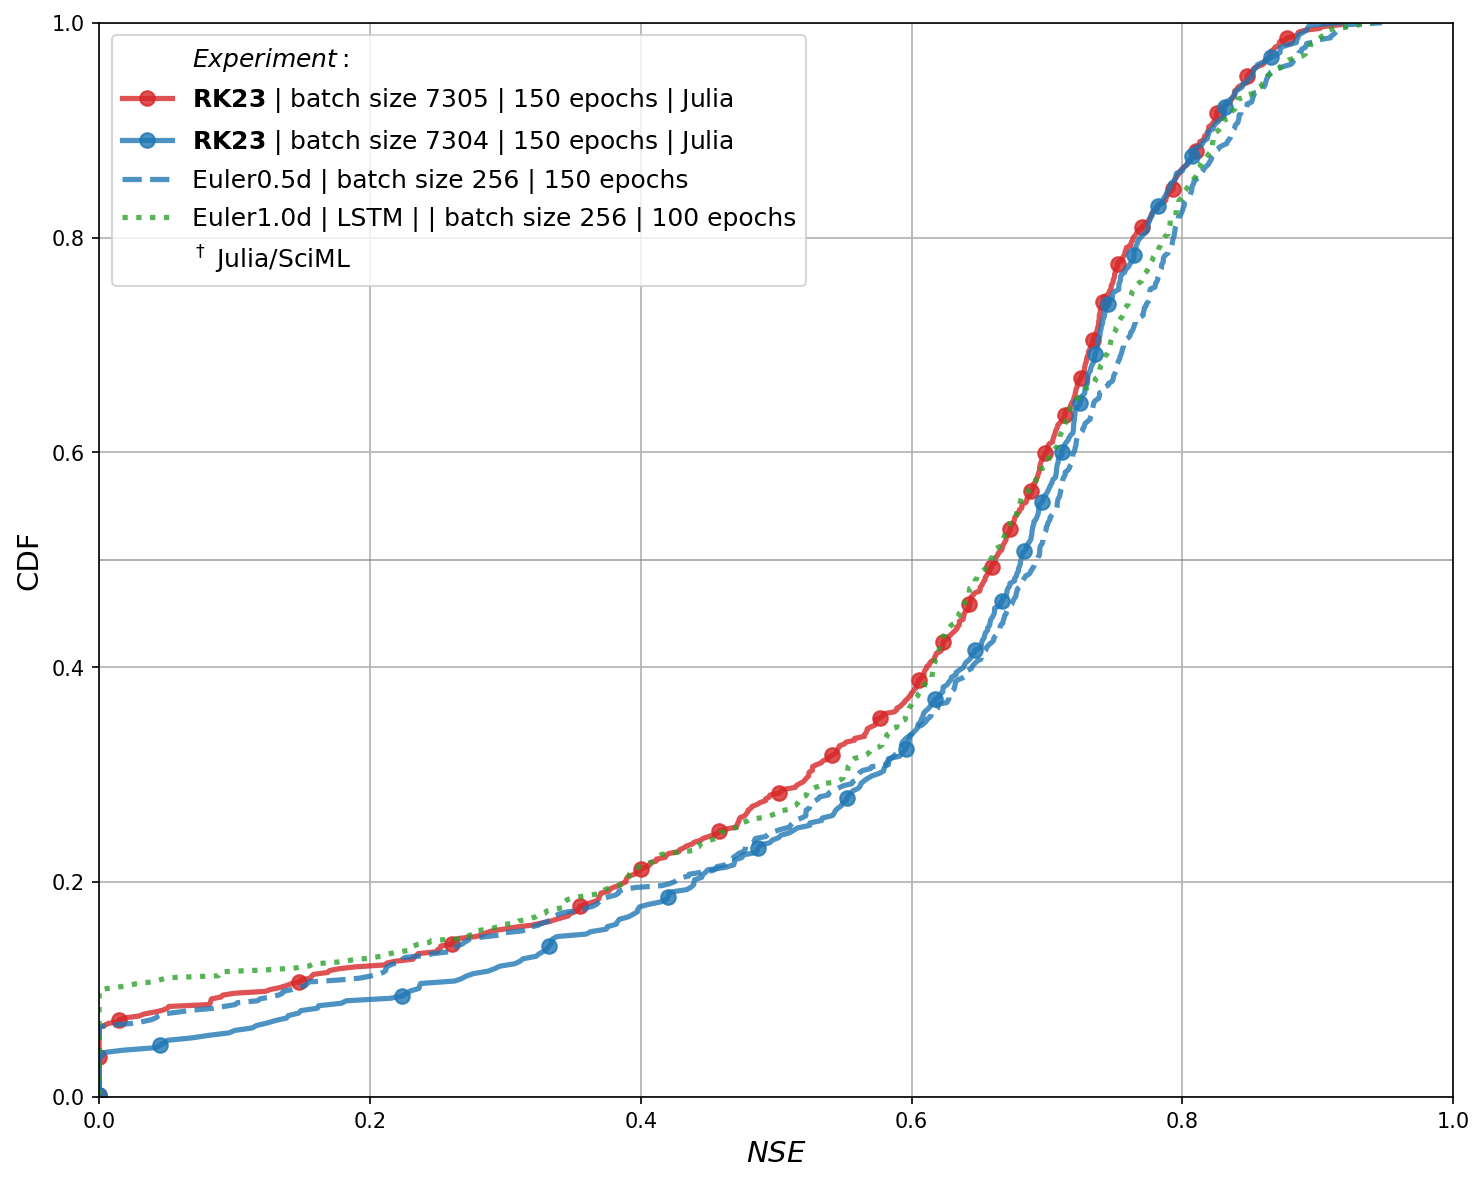 1.0
0.8
0.6
0.4
0.2
0.0
CDF
Experiment:
RK23 | batch size 7305 | 150 epochs | Julia
RK23 | batch size 7304 | 150 epochs | Julia
Euler0.5d | batch size 256 | 150 epochs
Euler1.0d | LSTM | | batch size 256 | 100 epochs
† Julia/SciML
0.0 0.2 0.4 0.6 0.8 1.0
NSE